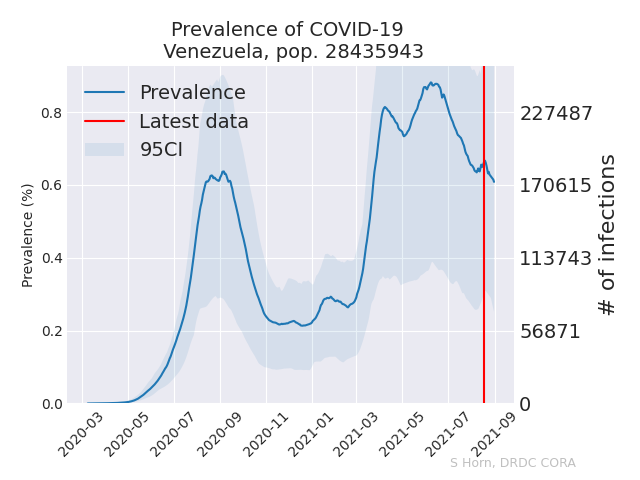 Prevalence of COVID-19
Venezuela, pop. 28435943
Prevalence
Latest data
95CI
Prevalence (%)
0.8
0.6
0.4
0.2
0.0
227487
170615
113743
56871
0
# of infections
2020-03
2020-05
2020-07
2020-09
2020-11
2021-01
2021-03
2021-05
2021-07
2021-09
S Horn, DRDC CORA